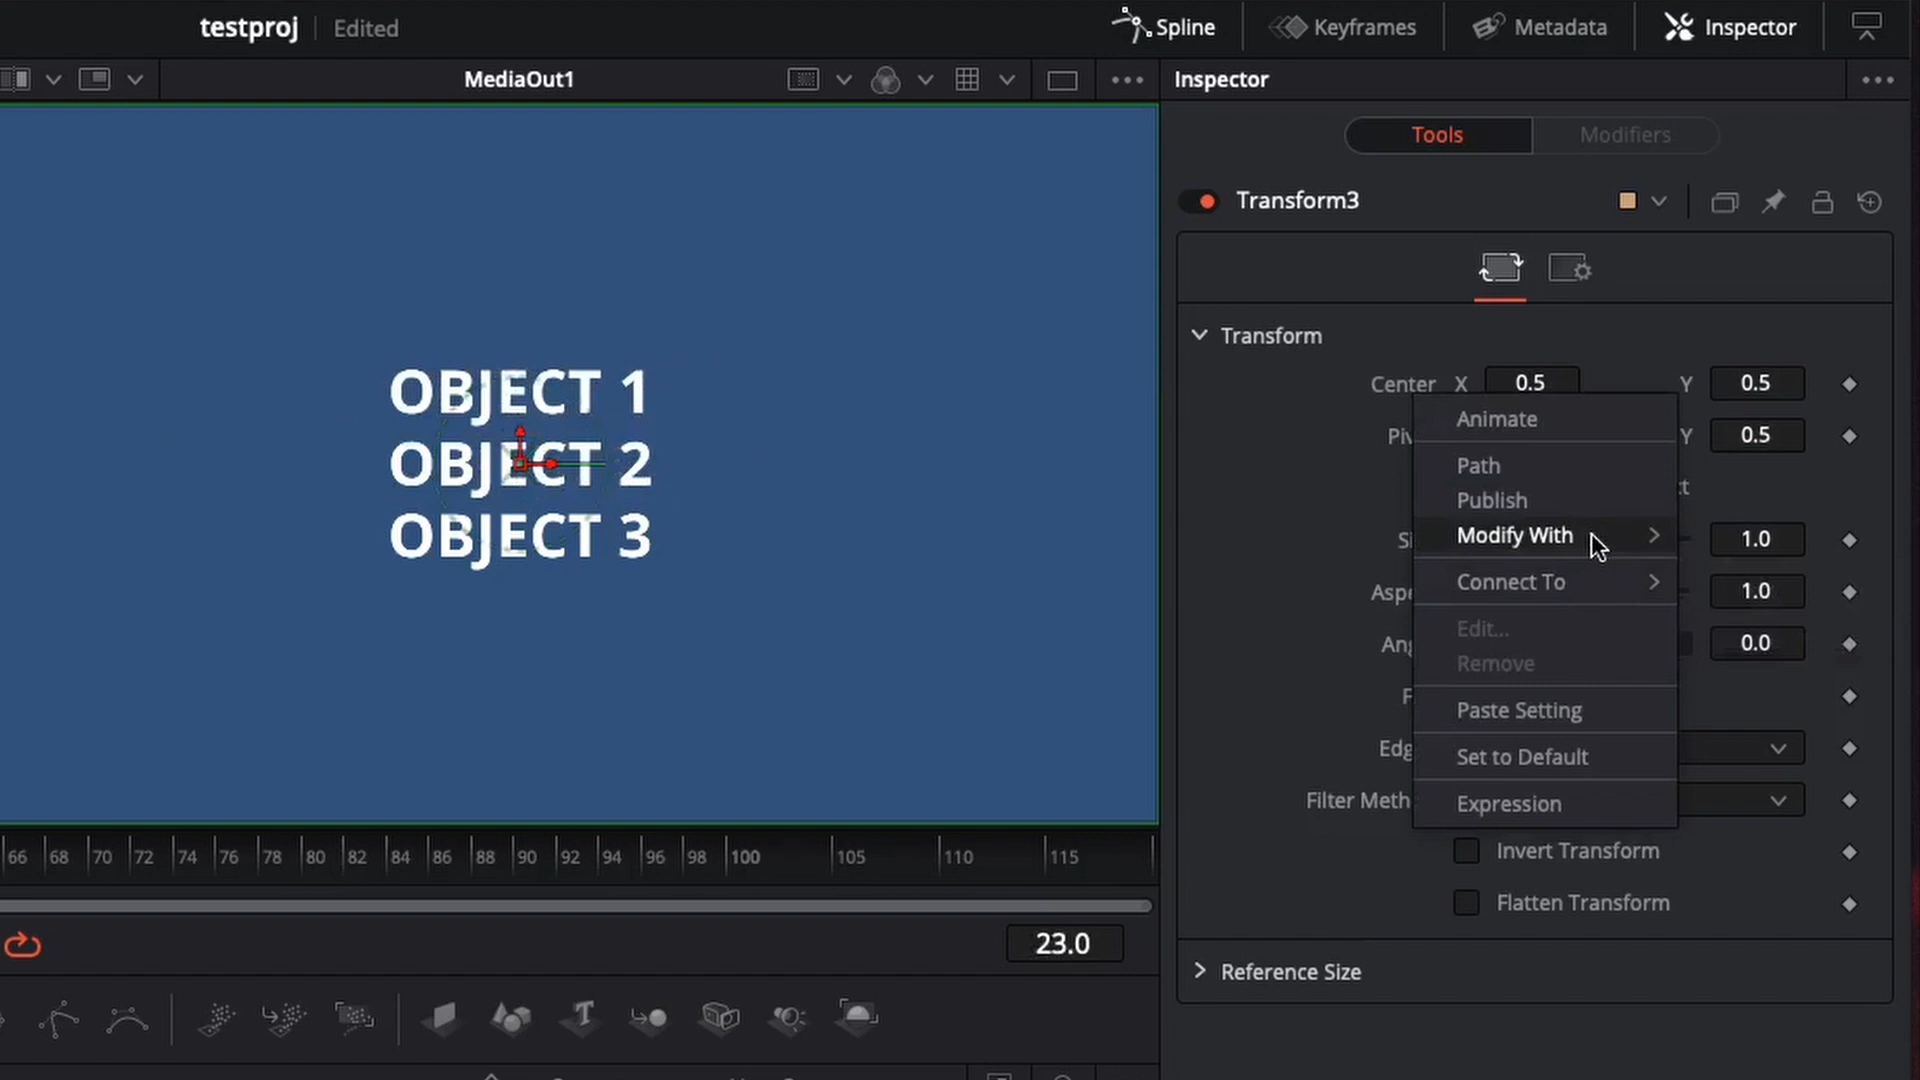 testproj Edited Spline Keyframes Metadata Inspector
MediaOut1 Inspector
Tools Modifiers
Transform3
Transform
Center X 0.5 Y 0.5
Y 0.5
1.0
1.0
0.0
Filter Meth
Animate
Path
Publish
Modify With
Connect To
Edit...
Remove
Paste Setting
Set to Default
Expression
Invert Transform
Flatten Transform
Reference Size
OBJECT 1
OBJECT 2
OBJECT 3
66 68 70 72 74 76 78 80 82 84 86 88 90 92 94 96 98 100 105 110 115
23.0